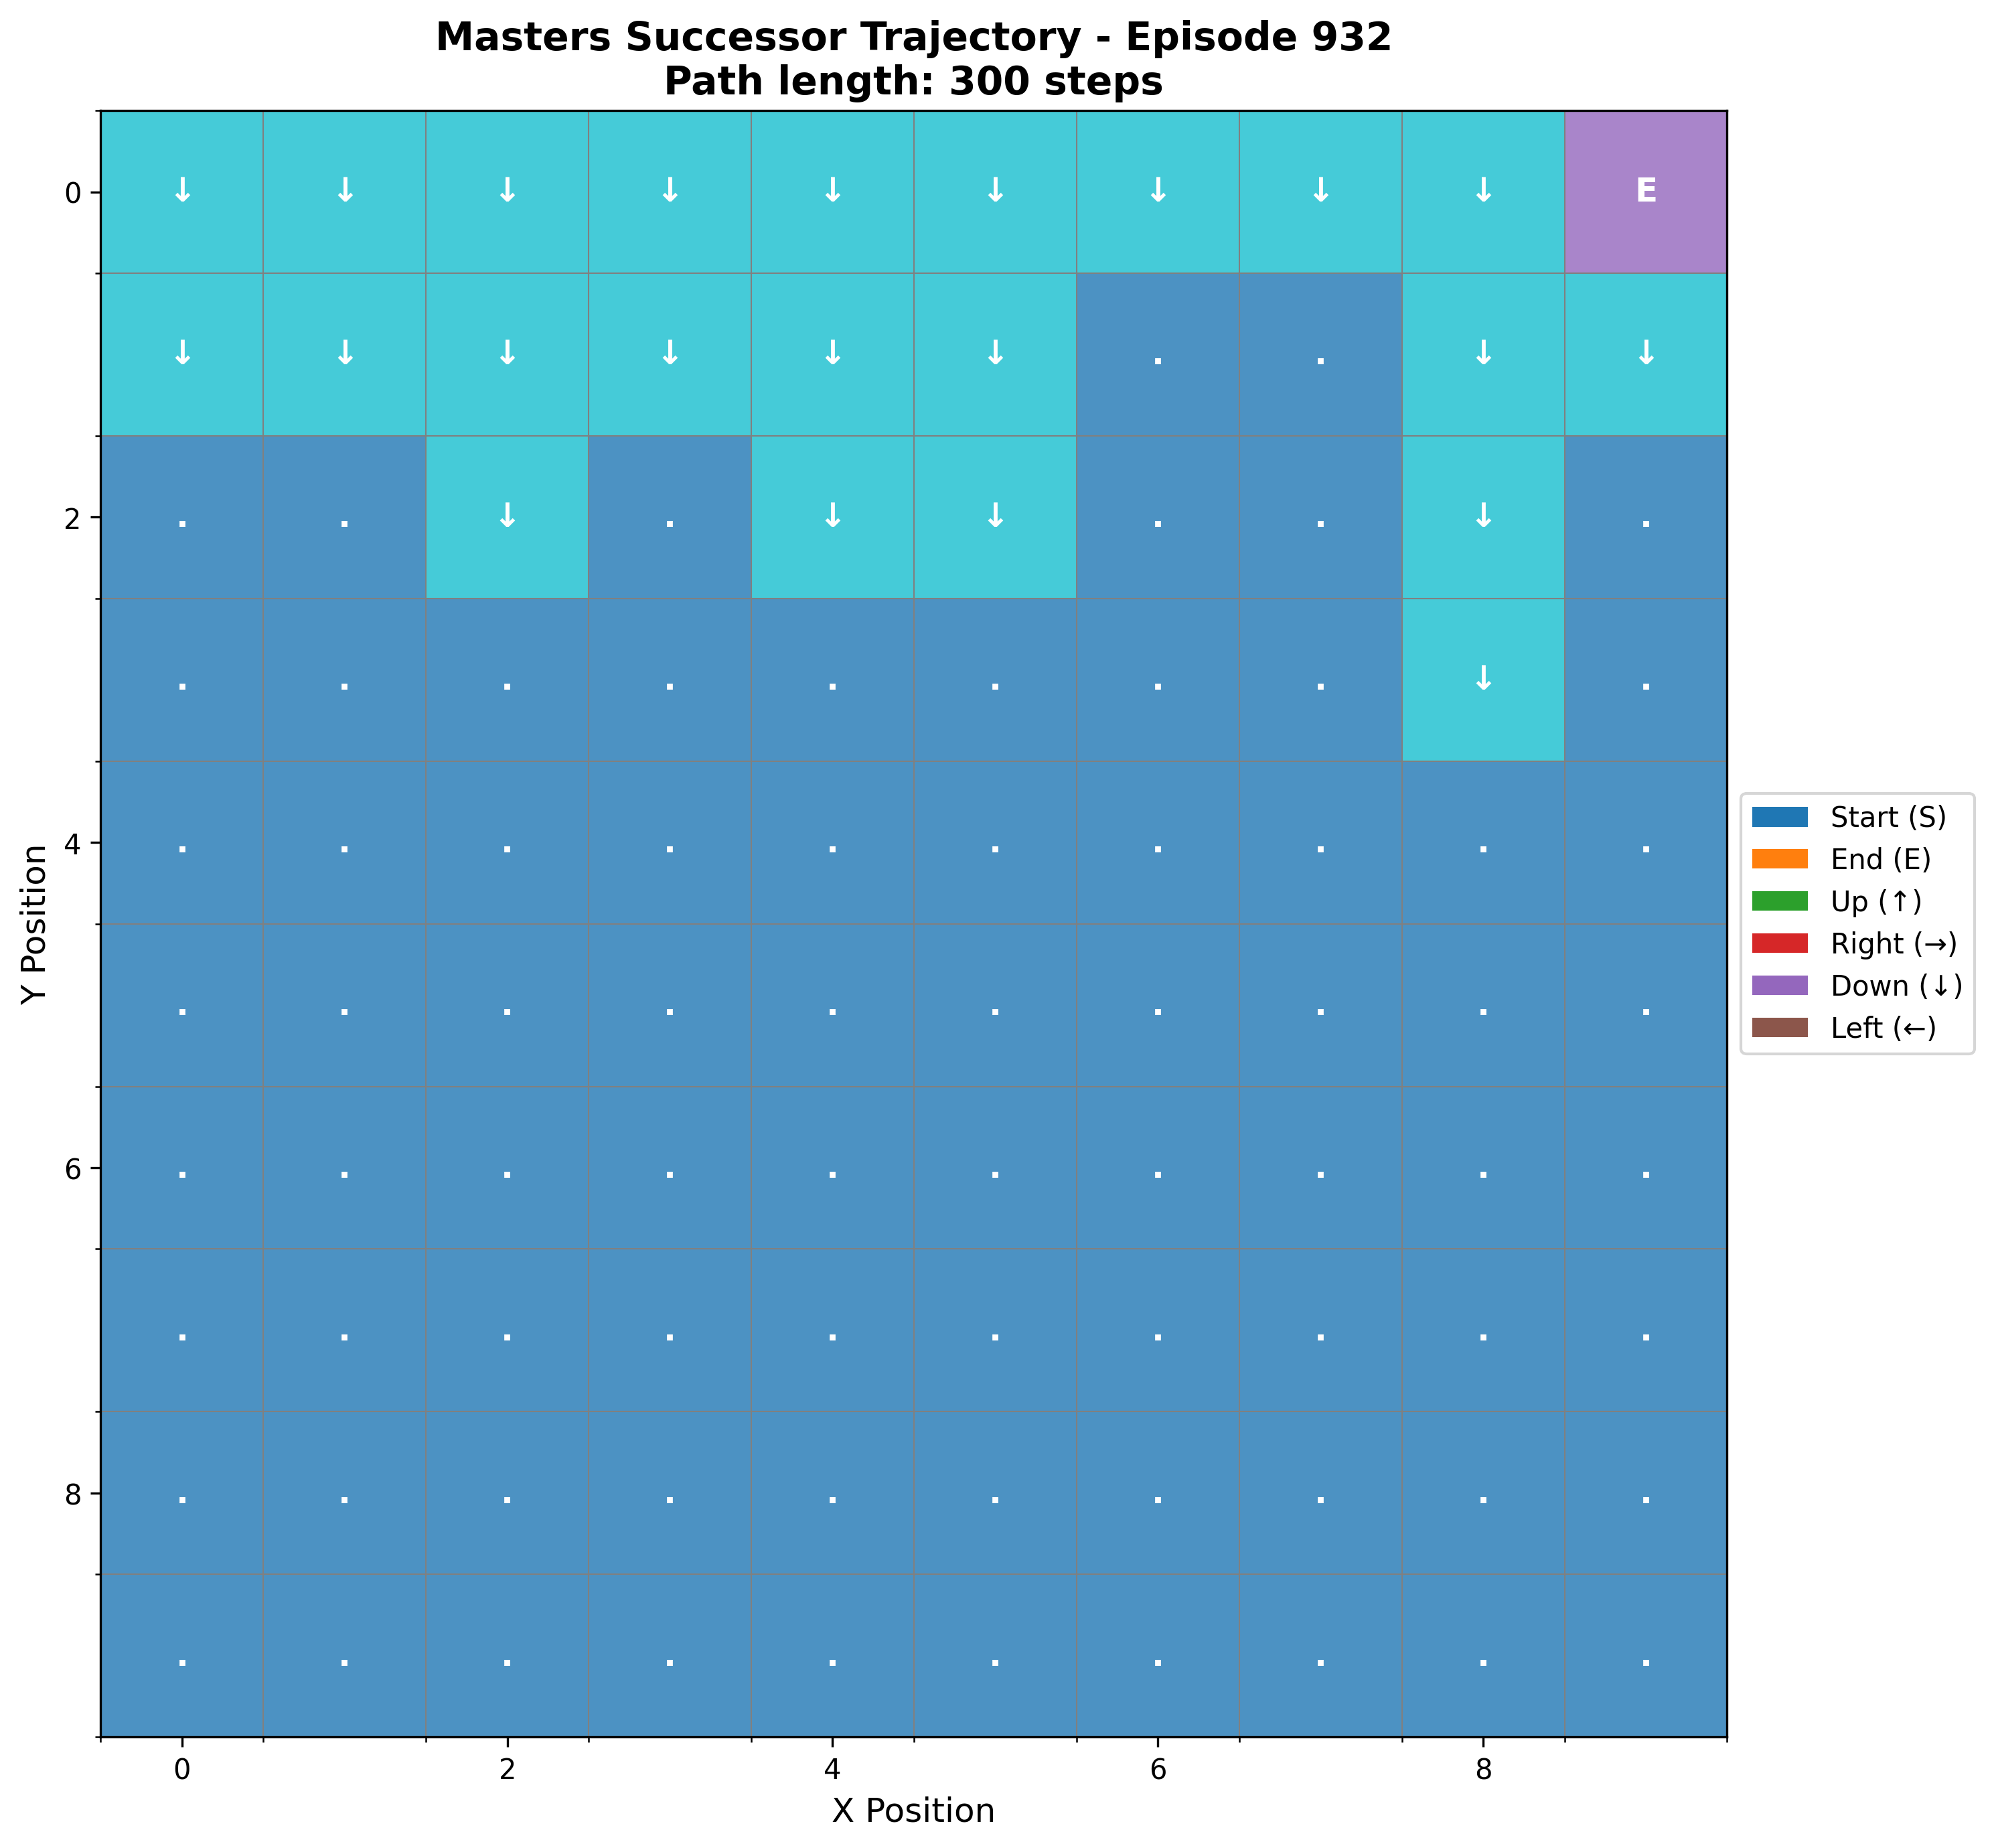 Masters Successor Trajectory - Episode 932
Path length: 300 steps
0 ↓ ↓ ↓ ↓ ↓ ↓ ↓ ↓ ↓ E
↓ ↓ ↓ ↓ ↓ ↓ . . ↓ ↓
2 . . ↓ . ↓ ↓ . . ↓ .
. . . . . . . . ↓ .
4 . . . . . . . . . .
. . . . . . . . . .
6 . . . . . . . . . .
. . . . . . . . . .
8 . . . . . . . . . .
. . . . . . . . . .
0 2 4 6 8
X Position
Y Position
Start (S)
End (E)
Up (↑)
Right (→)
Down (↓)
Left (←)